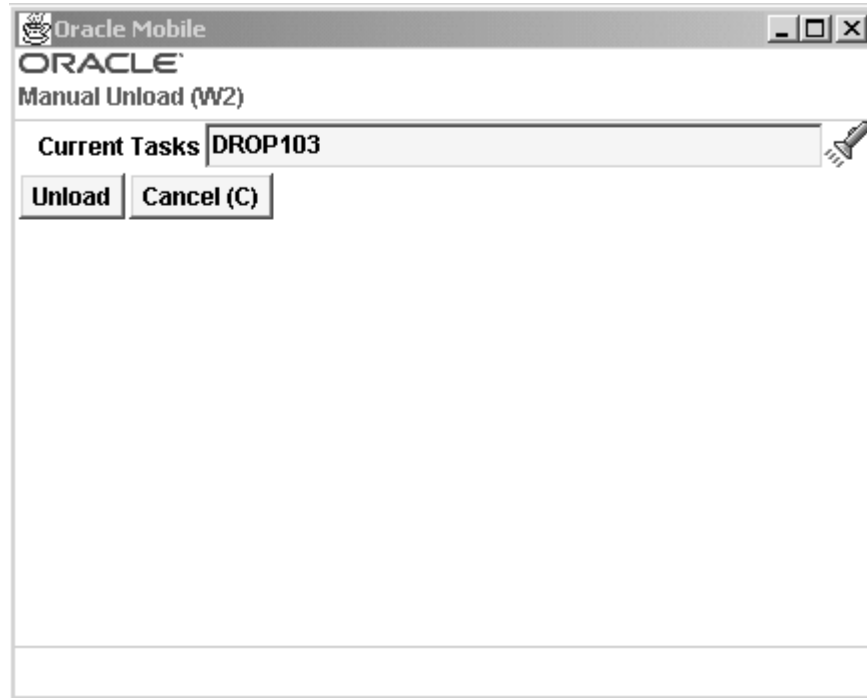 Oracle Mobile
ORACLE
Manual Unload (W2)
Current Tasks DROP103
Unload Cancel (C)